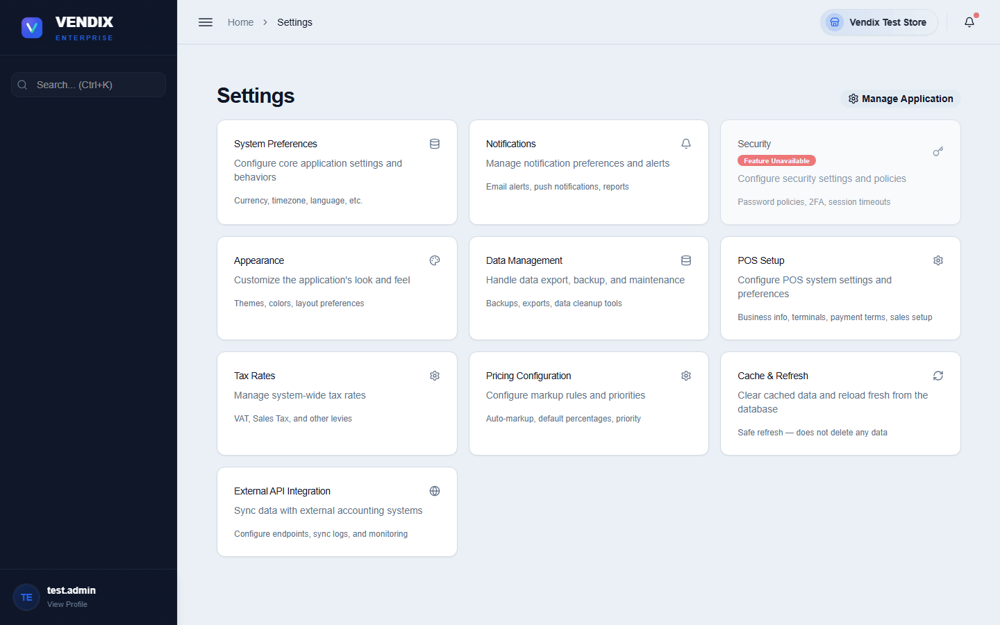 VENDIX
ENTERPRISE
Search... (Ctrl+K)
Home > Settings
Vendix Test Store
Settings
Manage Application
System Preferences
Configure core application settings and
behaviors
Currency, timezone, language, etc.
Notifications
Manage notification preferences and alerts
Email alerts, push notifications, reports
Security
Feature Unavailable
Configure security settings and policies
Password policies, 2FA, session timeouts
Appearance
Customize the application's look and feel
Themes, colors, layout preferences
Data Management
Handle data export, backup, and maintenance
Backups, exports, data cleanup tools
POS Setup
Configure POS system settings and
preferences
Business info, terminals, payment terms, sales setup
Tax Rates
Manage system-wide tax rates
VAT, Sales Tax, and other levies
Pricing Configuration
Configure markup rules and priorities
Auto-markup, default percentages, priority
Cache & Refresh
Clear cached data and reload fresh from the
database
Safe refresh — does not delete any data
External API Integration
Sync data with external accounting systems
Configure endpoints, sync logs, and monitoring
TE
test.admin
View Profile